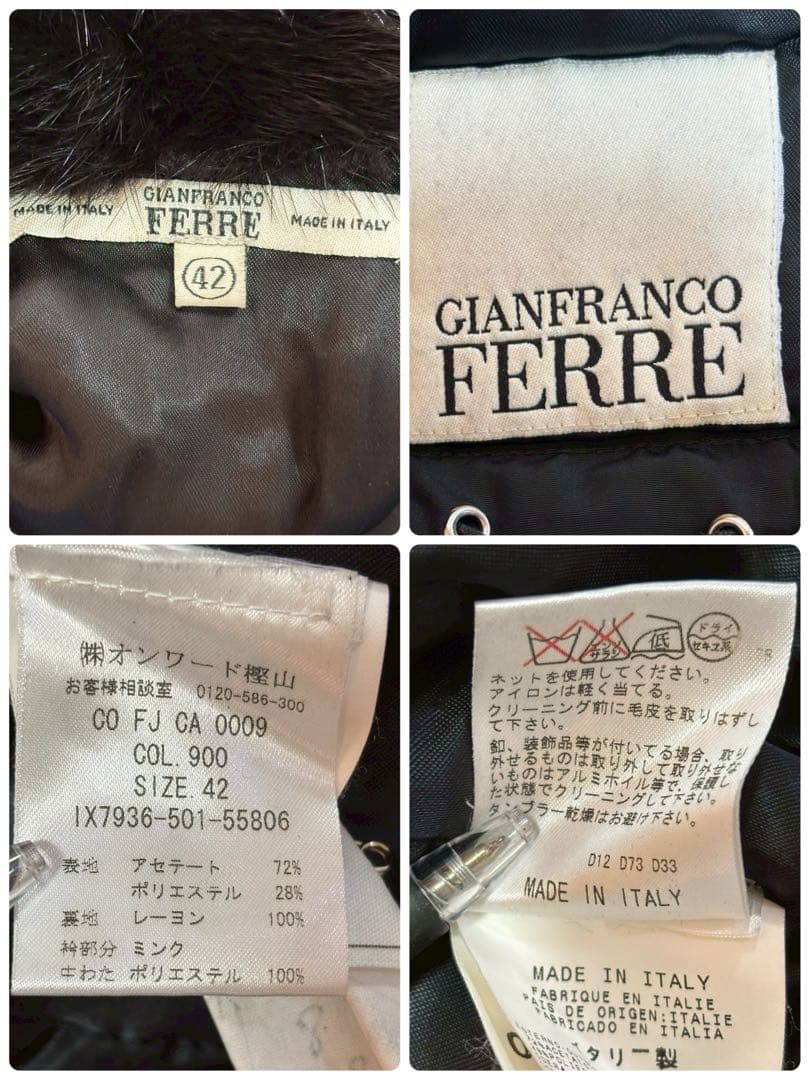 MADE IN ITALY
GIANFRANCO
FERRE
MADE IN ITALY
42
GIANFRANCO
FERRE
㈱オンワード樫山
お客様相談室 0120-586-300
CO FJ CA 0009
COL.900
SIZE.42
IX7936-501-55806
表地 アセテート 72%
ポリエステル 28%
裏地 レーヨン 100%
衿部分 ミンク
中わた ポリエステル 100%
エンソ
サラシ
低
ドライ
セキユ系
ネットを使用してください。
アイロンは軽く当てる。
クリーニング前に毛皮を取りはずし
て下さい。
釦、装飾品等が付いてる場合、取り
外せるものは取り外して取り外せな
いものはアルミホイル等で、保護し
た状態でクリーニングして下さい。
タンブラー乾燥はお避け下さい。
D12 D73 D33
MADE IN ITALY
MADE IN ITALY
FABRIQUE EN ITALIE
PAIS DE ORIGEN:ITALIE
FABRICADO EN ITALIA
タリー製